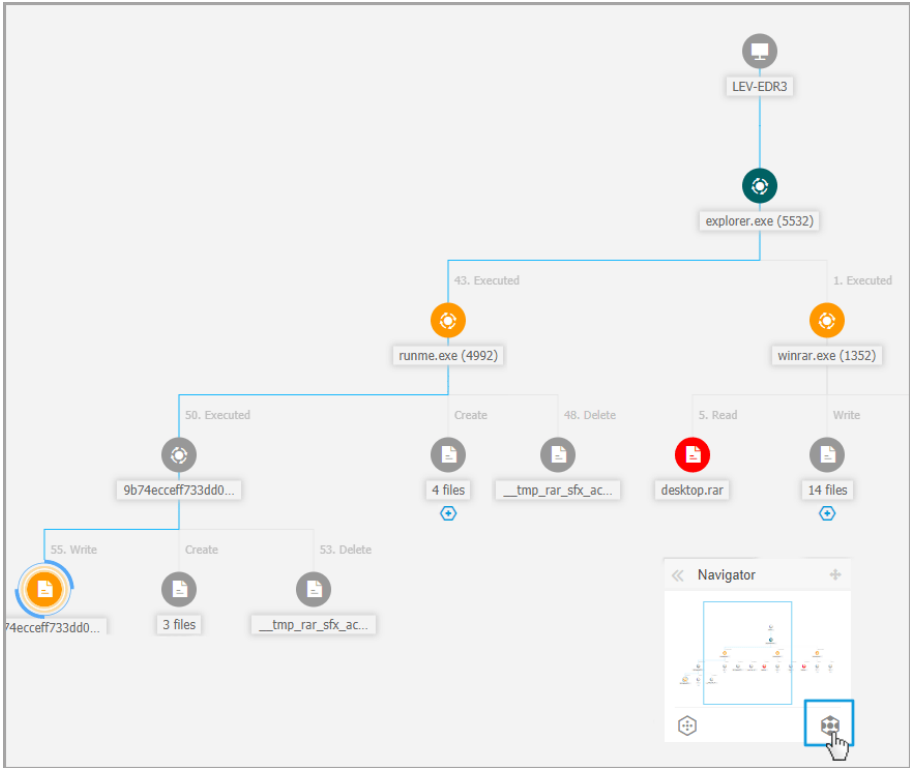 LEV-EDR3
explorer.exe (5532)
43. Executed
1. Executed
runme.exe (4992)
winrar.exe (1352)
50. Executed
Create
48. Delete
5. Read
Write
9b74ecceff733dd0...
4 files
__tmp_rar_sfx_ac...
desktop.rar
14 files
55. Write
Create
53. Delete
74ecceff733dd0...
3 files
__tmp_rar_sfx_ac...
Navigator